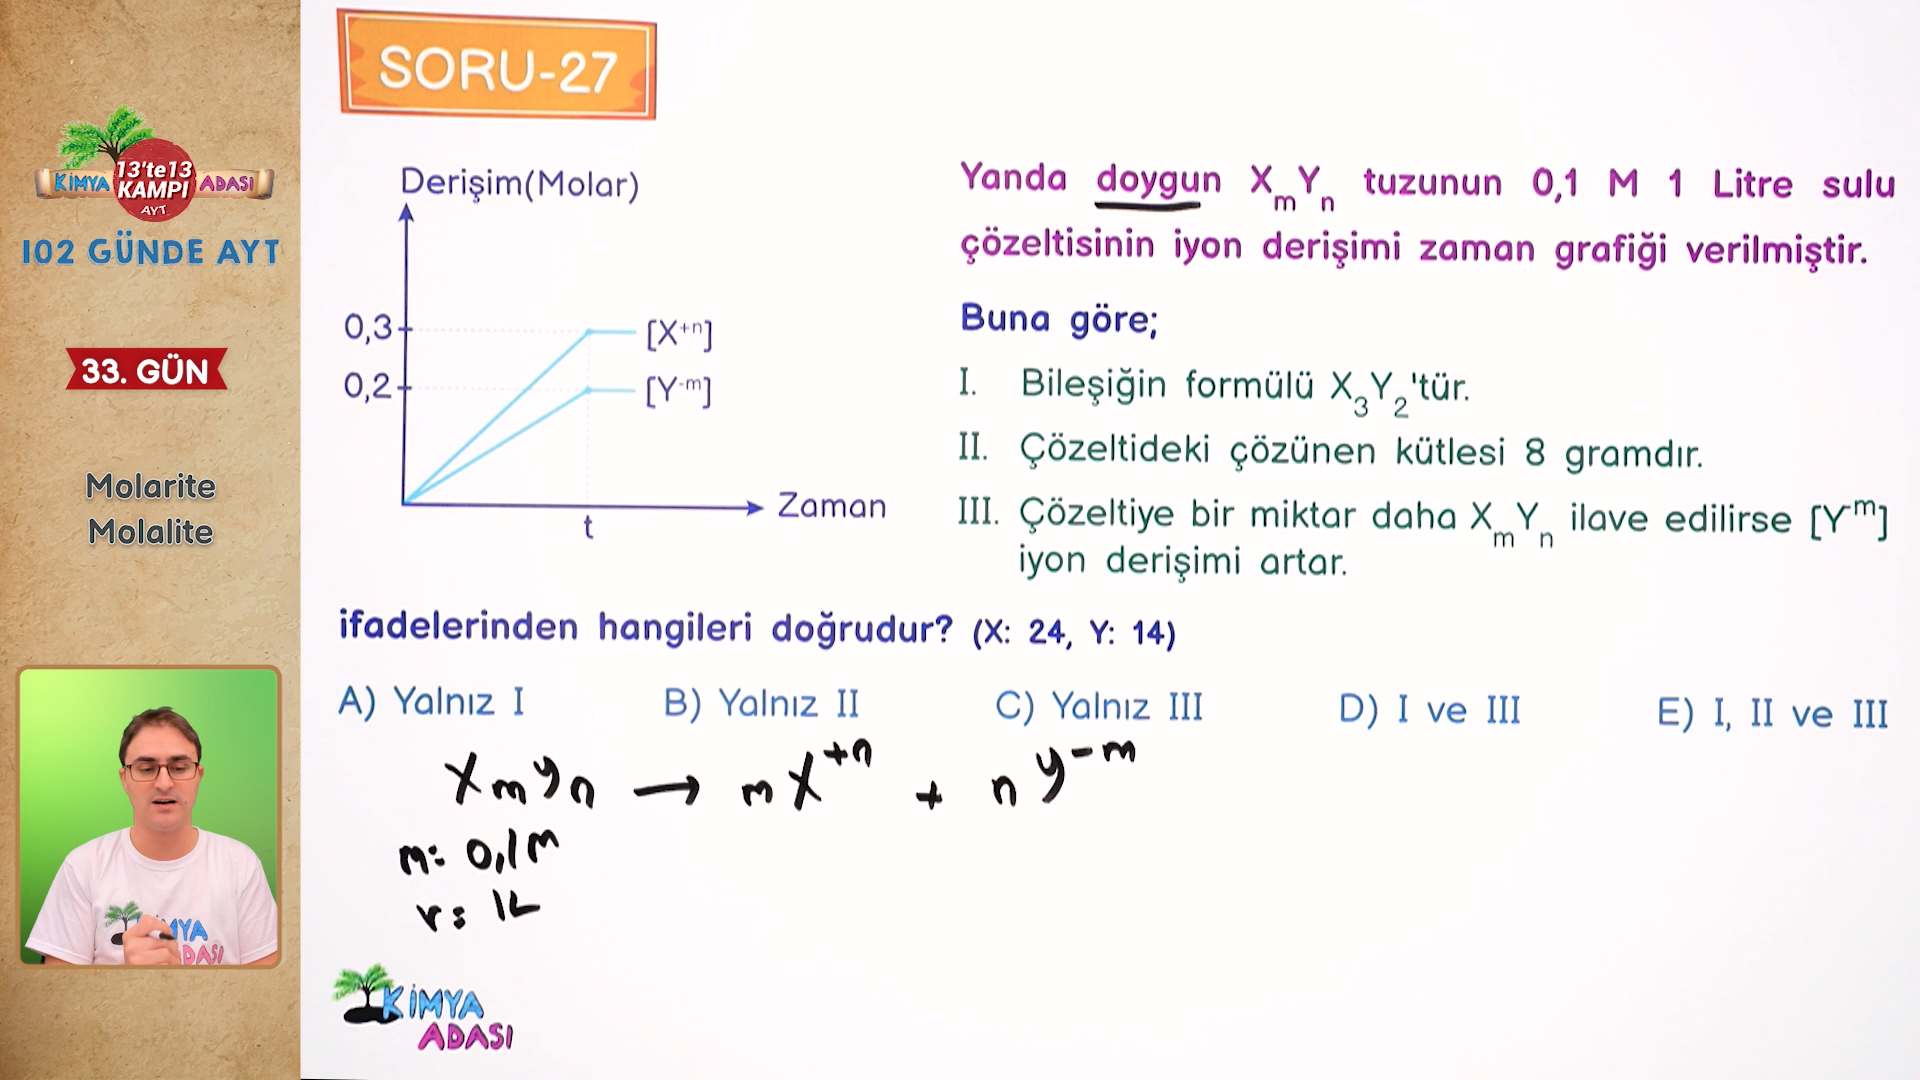 SORU-27
13'te13
KİMYA KAMPI ADASI
AYT
102 GÜNDE AYT
33. GÜN
Molarite
Molalite
Derişim(Molar)
0,3
[X⁺ⁿ]
0,2
[Y⁻ᵐ]
Zaman
t
Yanda doygun XₘYₙ tuzunun 0,1 M 1 Litre sulu
çözeltisinin iyon derişimi zaman grafiği verilmiştir.
Buna göre;
I. Bileşiğin formülü X₃Y₂'tür.
II. Çözeltideki çözünen kütlesi 8 gramdır.
III. Çözeltiye bir miktar daha XₘYₙ ilave edilirse [Y⁻ᵐ]
iyon derişimi artar.
ifadelerinden hangileri doğrudur? (X: 24, Y: 14)
A) Yalnız I B) Yalnız II C) Yalnız III D) I ve III E) I, II ve III
XₘYₙ → mX⁺ⁿ + nY⁻ᵐ
m: 0,1M
v: 1L
KİMYA
ADASI
KİMYA
ADASI